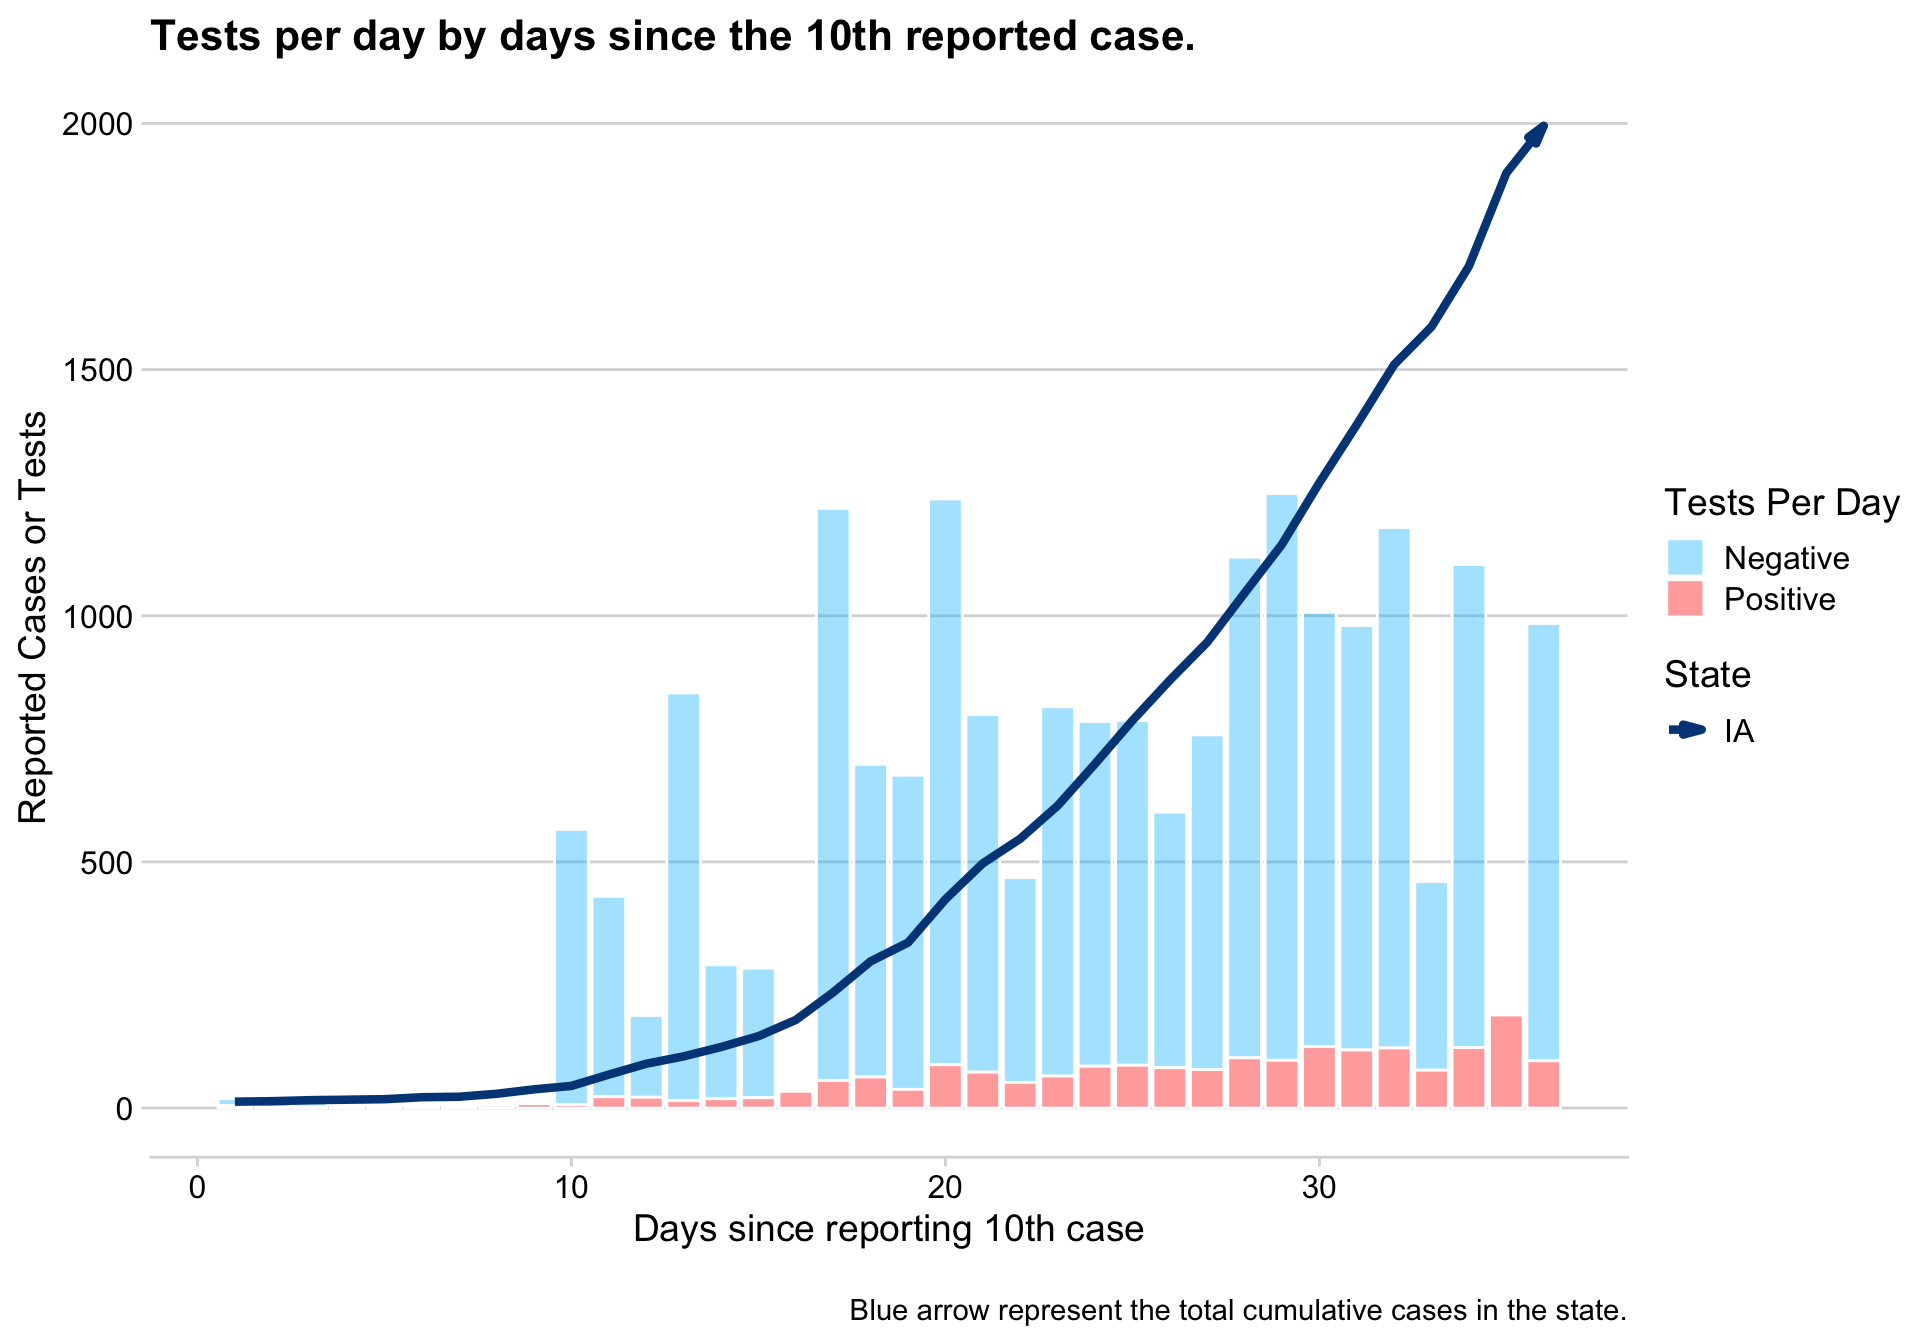 Tests per day by days since the 10th reported case.
2000
1500
1000
500
0
Reported Cases or Tests
0 10 20 30
Days since reporting 10th case
Tests Per Day
Negative
Positive
State
IA
Blue arrow represent the total cumulative cases in the state.